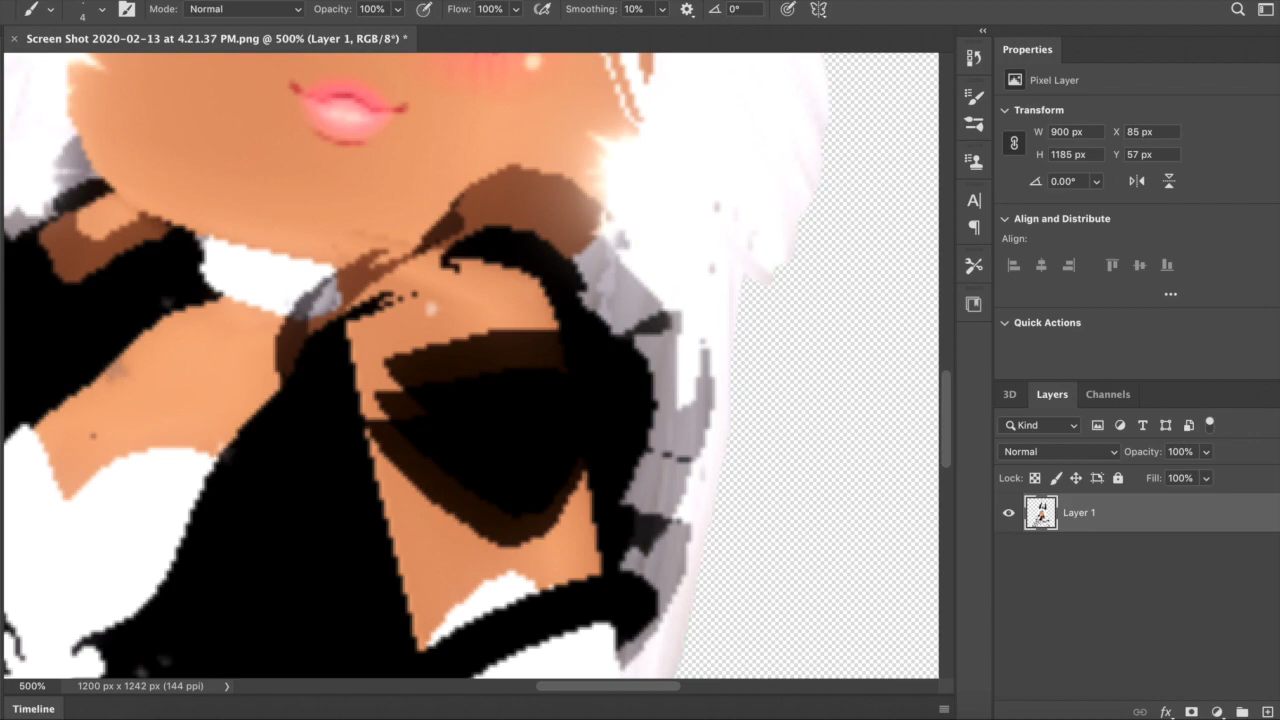 4 Mode: Normal Opacity: 100% Flow: 100% Smoothing: 10% 0°
Screen Shot 2020-02-13 at 4.21.37 PM.png @ 500% (Layer 1, RGB/8*) *
Properties
Pixel Layer
Transform
W 900 px X 85 px
H 1185 px Y 57 px
0.00°
Align and Distribute
Align:
Quick Actions
3D Layers Channels
Kind
Normal Opacity: 100%
Lock: Fill: 100%
Layer 1
500% 1200 px x 1242 px (144 ppi)
Timeline